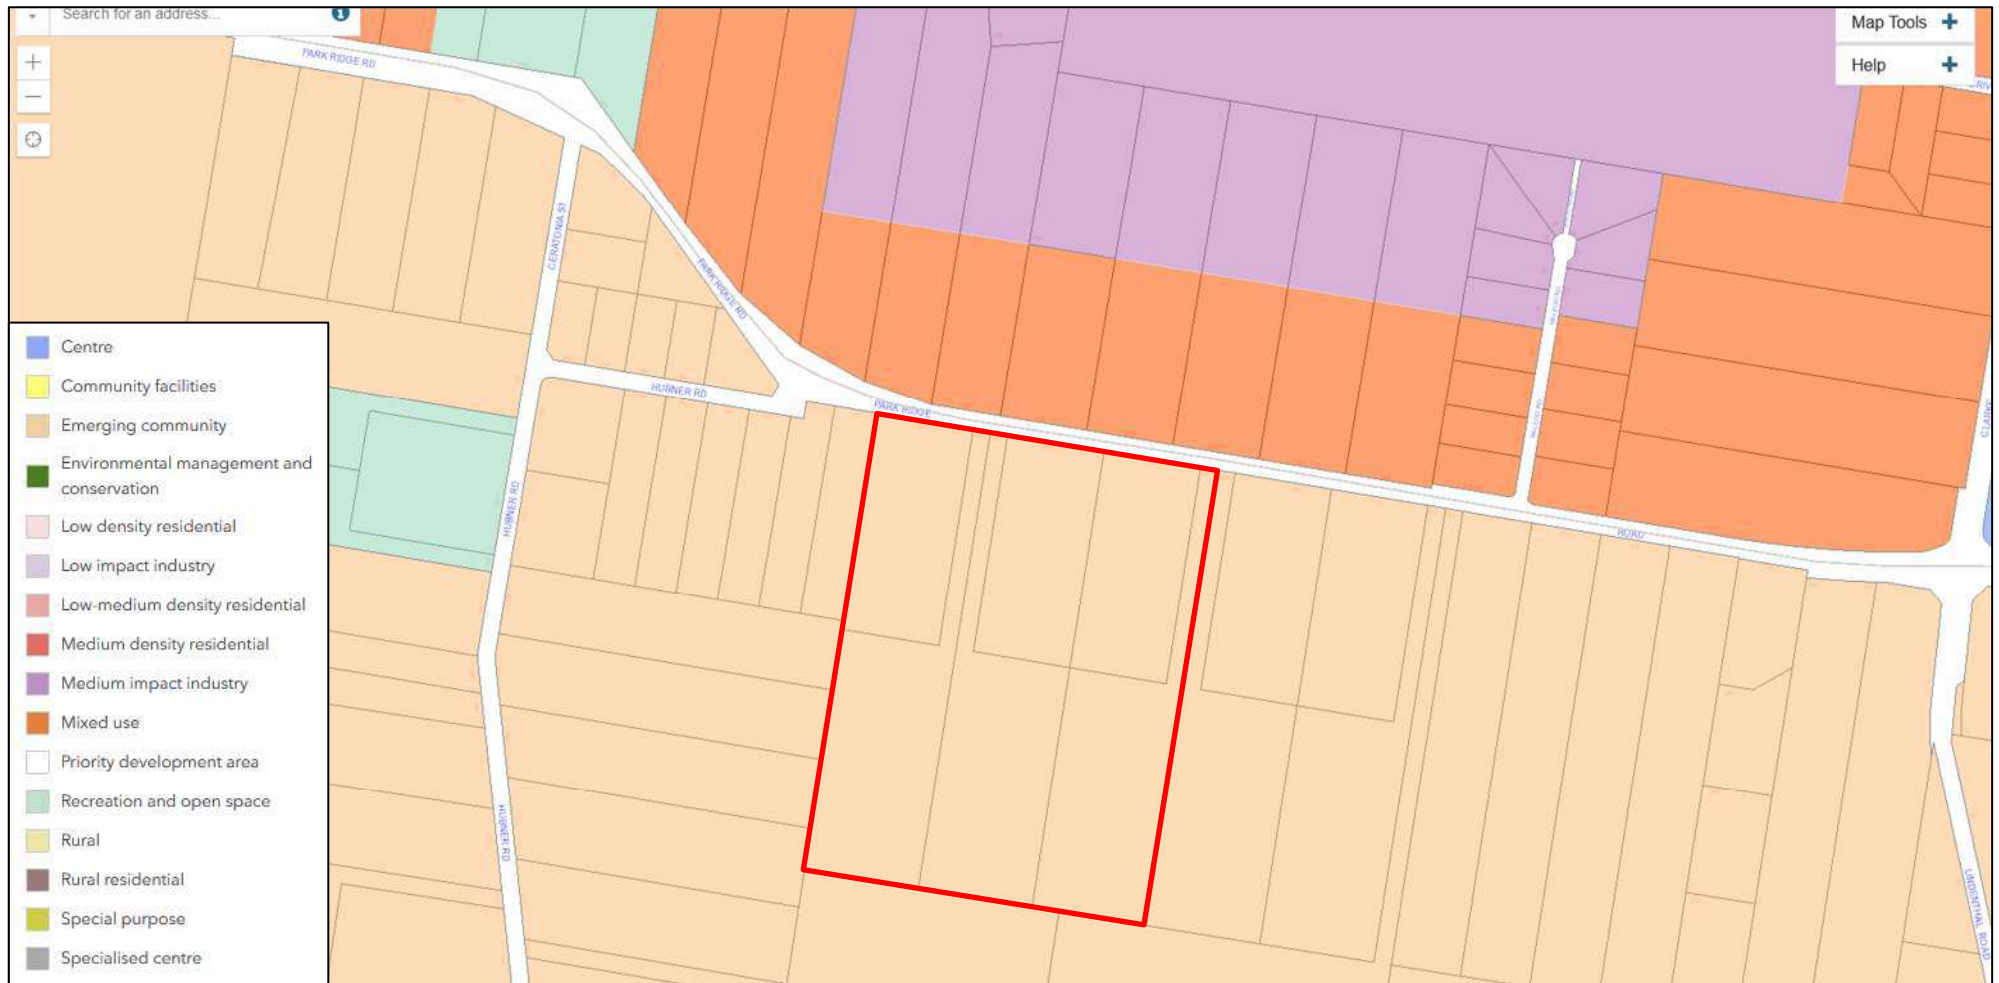 Search for an address...
Map Tools
Help
PARK RIDGE RD
CERATONIA ST
PARK RIDGE RD
HUBNER RD
PARK RIDGE
HUBNER RD
ROAD
HUBNER RD
LINDENTHAL ROAD
Centre
Community facilities
Emerging community
Environmental management and
conservation
Low density residential
Low impact industry
Low-medium density residential
Medium density residential
Medium impact industry
Mixed use
Priority development area
Recreation and open space
Rural
Rural residential
Special purpose
Specialised centre